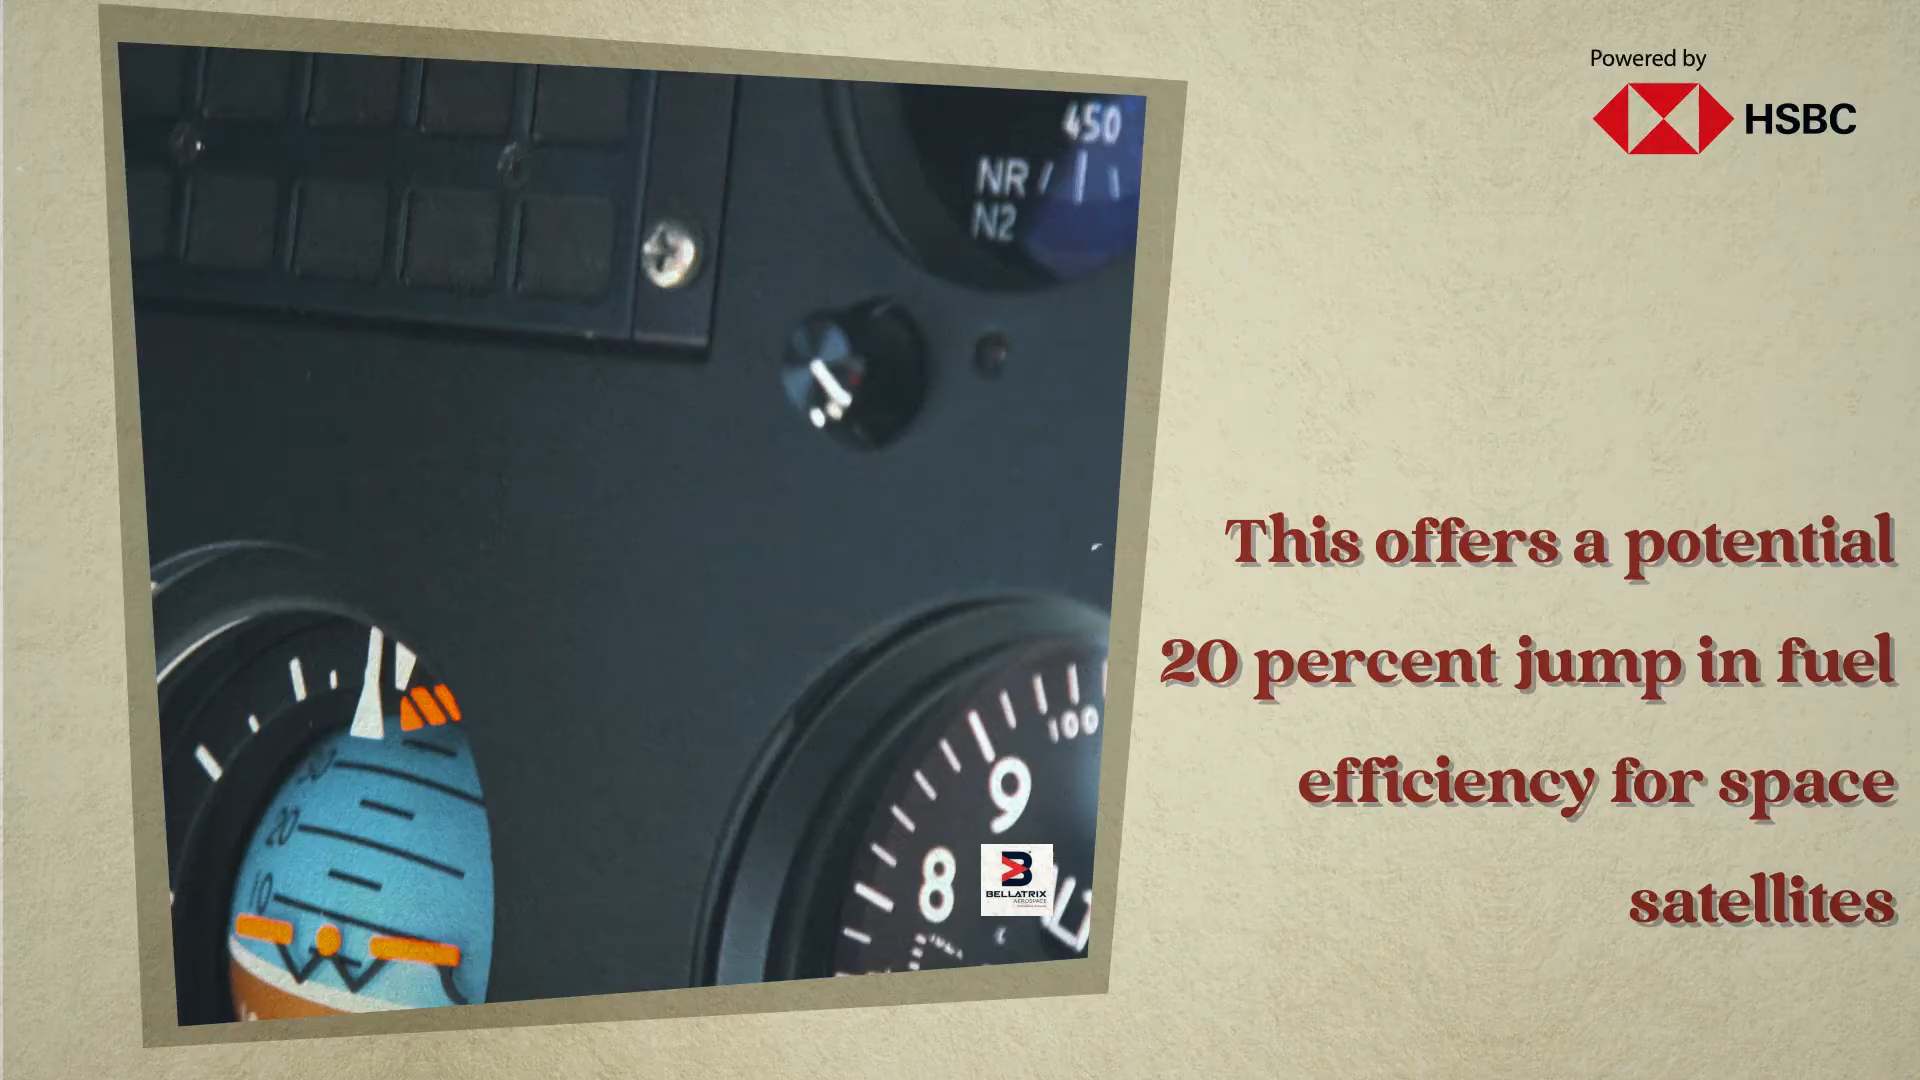 Powered by
HSBC
450
NR /
N2
This offers a potential
20 percent jump in fuel
efficiency for space
satellites
100
9
8
20
10
BELLATRIX
AEROSPACE